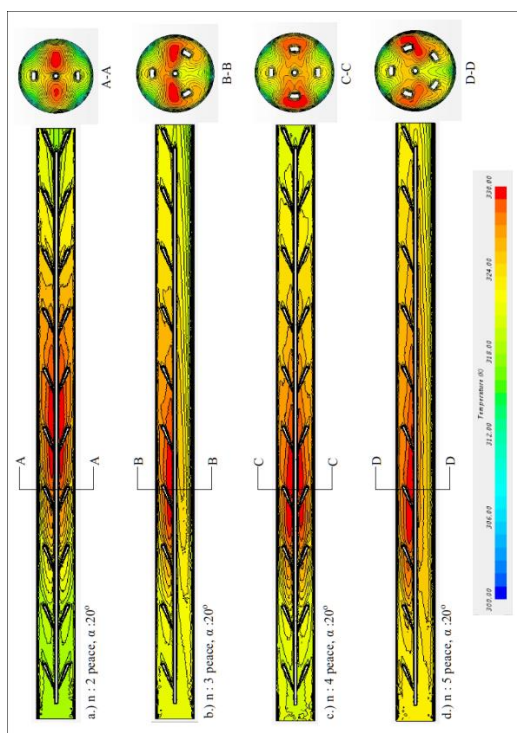 A-A
A
A
a.) n : 2 peace, α :20°
B-B
B
B
b.) n : 3 peace, α :20°
C-C
C
C
c.) n : 4 peace, α :20°
D-D
D
D
d.) n : 5 peace, α :20°
Temperature (K)
300.00
306.00
312.00
318.00
324.00
330.00